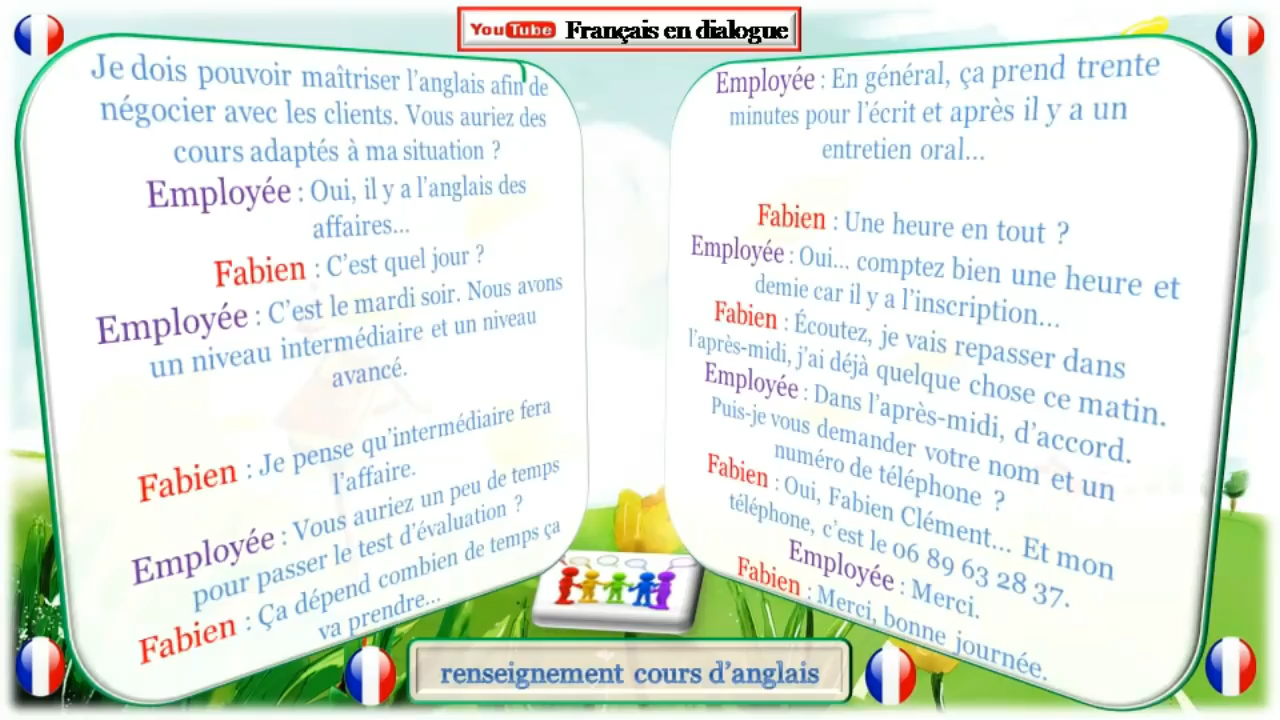 YouTube Français en dialogue
Je dois pouvoir maîtriser l'anglais afin de
négocier avec les clients. Vous auriez des
cours adaptés à ma situation ?
Employée : Oui, il y a l'anglais des
affaires...
Fabien : C'est quel jour ?
Employée : C'est le mardi soir. Nous avons
un niveau intermédiaire et un niveau
avancé.
Fabien : Je pense qu'intermédiaire fera
l'affaire.
Employée : Vous auriez un peu de temps
pour passer le test d'évaluation ?
Fabien : Ça dépend combien de temps ça
va prendre...
Employée : En général, ça prend trente
minutes pour l'écrit et après il y a un
entretien oral...
Fabien : Une heure en tout ?
Employée : Oui... comptez bien une heure et
demie car il y a l'inscription...
Fabien : Écoutez, je vais repasser dans
l'après-midi, j'ai déjà quelque chose ce matin.
Employée : Dans l'après-midi, d'accord.
Puis-je vous demander votre nom et un
numéro de téléphone ?
Fabien : Oui, Fabien Clément... Et mon
téléphone, c'est le 06 89 63 28 37.
Employée : Merci.
Fabien : Merci, bonne journée.
renseignement cours d'anglais